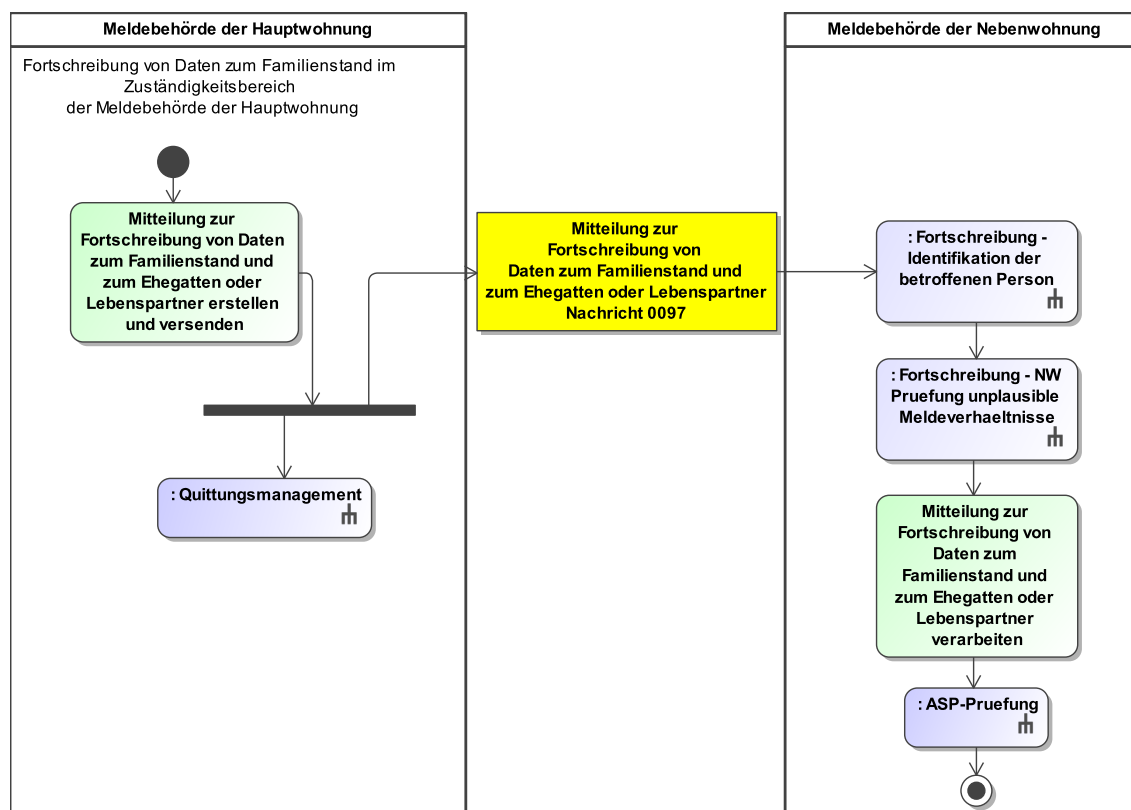 Meldebehörde der Hauptwohnung
Fortschreibung von Daten zum Familienstand im
Zuständigkeitsbereich
der Meldebehörde der Hauptwohnung
Mitteilung zur
Fortschreibung von Daten
zum Familienstand und
zum Ehegatten oder
Lebenspartner erstellen
und versenden
: Quittungsmanagement
Mitteilung zur
Fortschreibung von
Daten zum Familienstand und
zum Ehegatten oder Lebenspartner
Nachricht 0097
Meldebehörde der Nebenwohnung
: Fortschreibung -
Identifikation der
betroffenen Person
: Fortschreibung - NW
Pruefung unplausible
Meldeverhaeltnisse
Mitteilung zur
Fortschreibung von
Daten zum
Familienstand und
zum Ehegatten oder
Lebenspartner
verarbeiten
: ASP-Pruefung